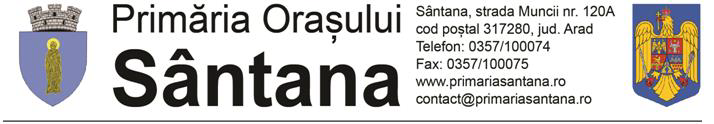 Primăria Orașului
Sântana
Sântana, strada Muncii nr. 120A
cod poștal 317280, jud. Arad
Telefon: 0357/100074
Fax: 0357/100075
www.primariasantana.ro
contact@primariasantana.ro